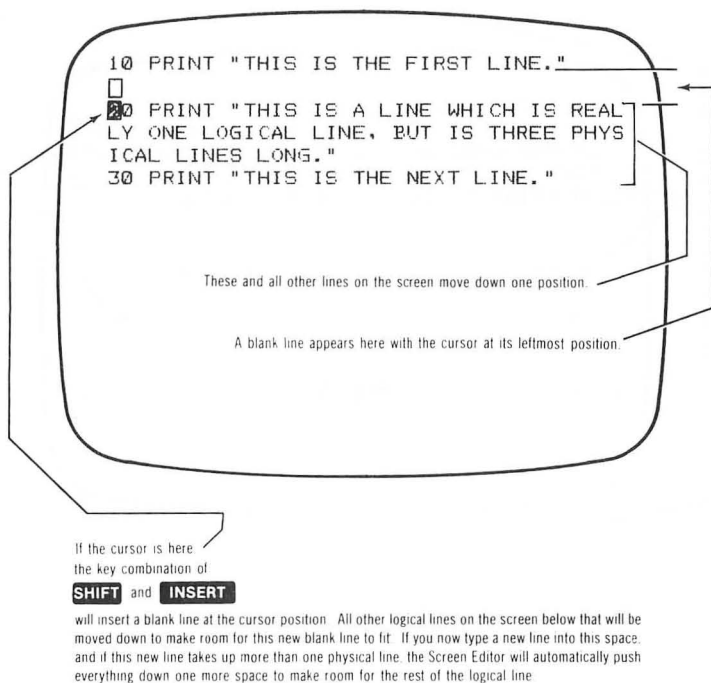 10 PRINT "THIS IS THE FIRST LINE."
20 PRINT "THIS IS A LINE WHICH IS REAL
LY ONE LOGICAL LINE, BUT IS THREE PHYS
ICAL LINES LONG."
30 PRINT "THIS IS THE NEXT LINE."
These and all other lines on the screen move down one position.
A blank line appears here with the cursor at its leftmost position.
If the cursor is here
the key combination of
SHIFT and INSERT
will insert a blank line at the cursor position All other logical lines on the screen below that will be
moved down to make room for this new blank line to fit If you now type a new line into this space.
and if this new line takes up more than one physical line. the Screen Editor will automatically push
everything down one more space to make room for the rest of the logical line